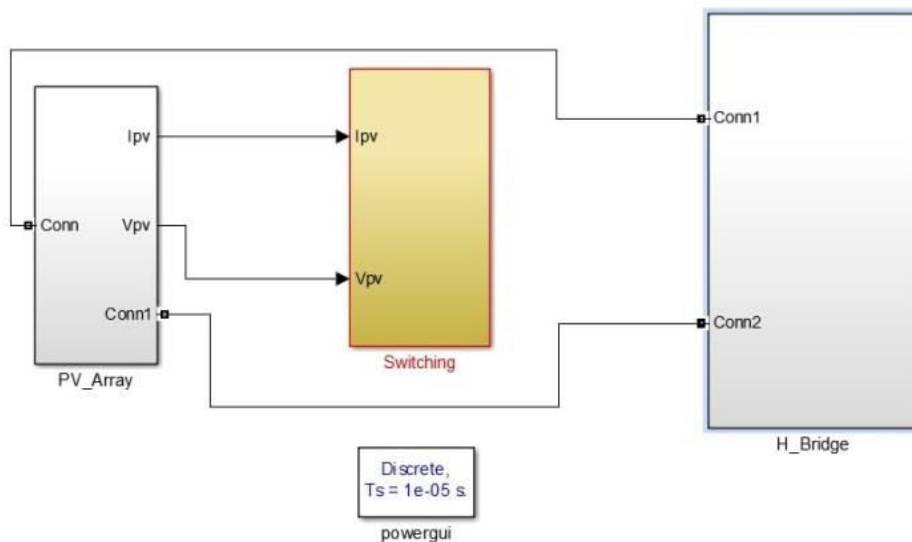 Conn1
Ipv
Ipv
Conn
Vpv
Vpv
Conn1
Conn2
Switching
PV_Array
H_Bridge
Discrete,
Ts = 1e-05 s.
powergui